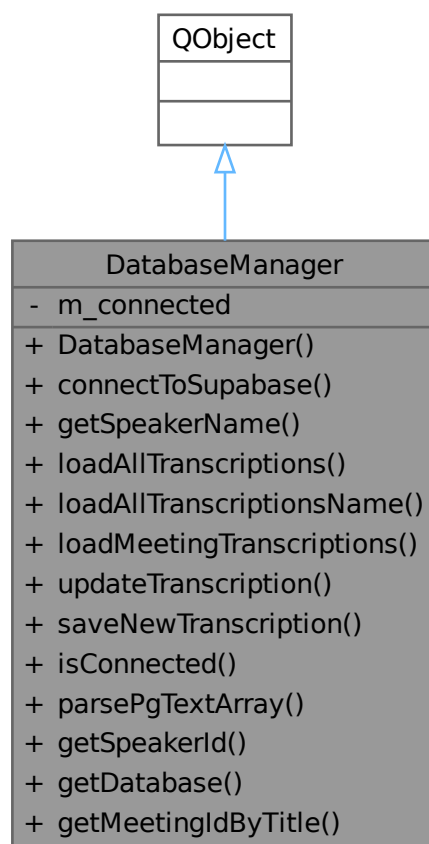 QObject
DatabaseManager
- m_connected
+ DatabaseManager()
+ connectToSupabase()
+ getSpeakerName()
+ loadAllTranscriptions()
+ loadAllTranscriptionsName()
+ loadMeetingTranscriptions()
+ updateTranscription()
+ saveNewTranscription()
+ isConnected()
+ parsePgTextArray()
+ getSpeakerId()
+ getDatabase()
+ getMeetingIdByTitle()